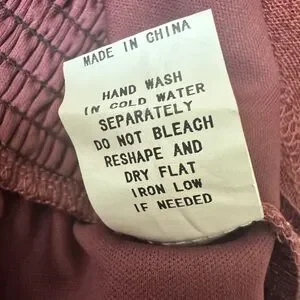 MADE IN CHINA
HAND WASH
IN COLD WATER
SEPARATELY
DO NOT BLEACH
RESHAPE AND
DRY FLAT
IRON LOW
IF NEEDED